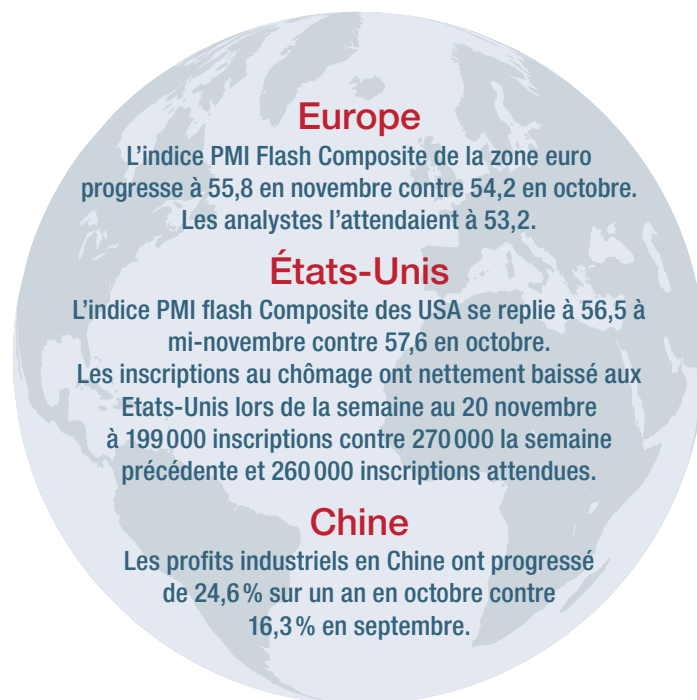 Europe
L’indice PMI Flash Composite de la zone euro
progresse à 55,8 en novembre contre 54,2 en octobre.
Les analystes l’attendaient à 53,2.
États-Unis
L’indice PMI flash Composite des USA se replie à 56,5 à
mi-novembre contre 57,6 en octobre.
Les inscriptions au chômage ont nettement baissé aux
Etats-Unis lors de la semaine au 20 novembre
à 199 000 inscriptions contre 270 000 la semaine
précédente et 260 000 inscriptions attendues.
Chine
Les profits industriels en Chine ont progressé
de 24,6 % sur un an en octobre contre
16,3 % en septembre.